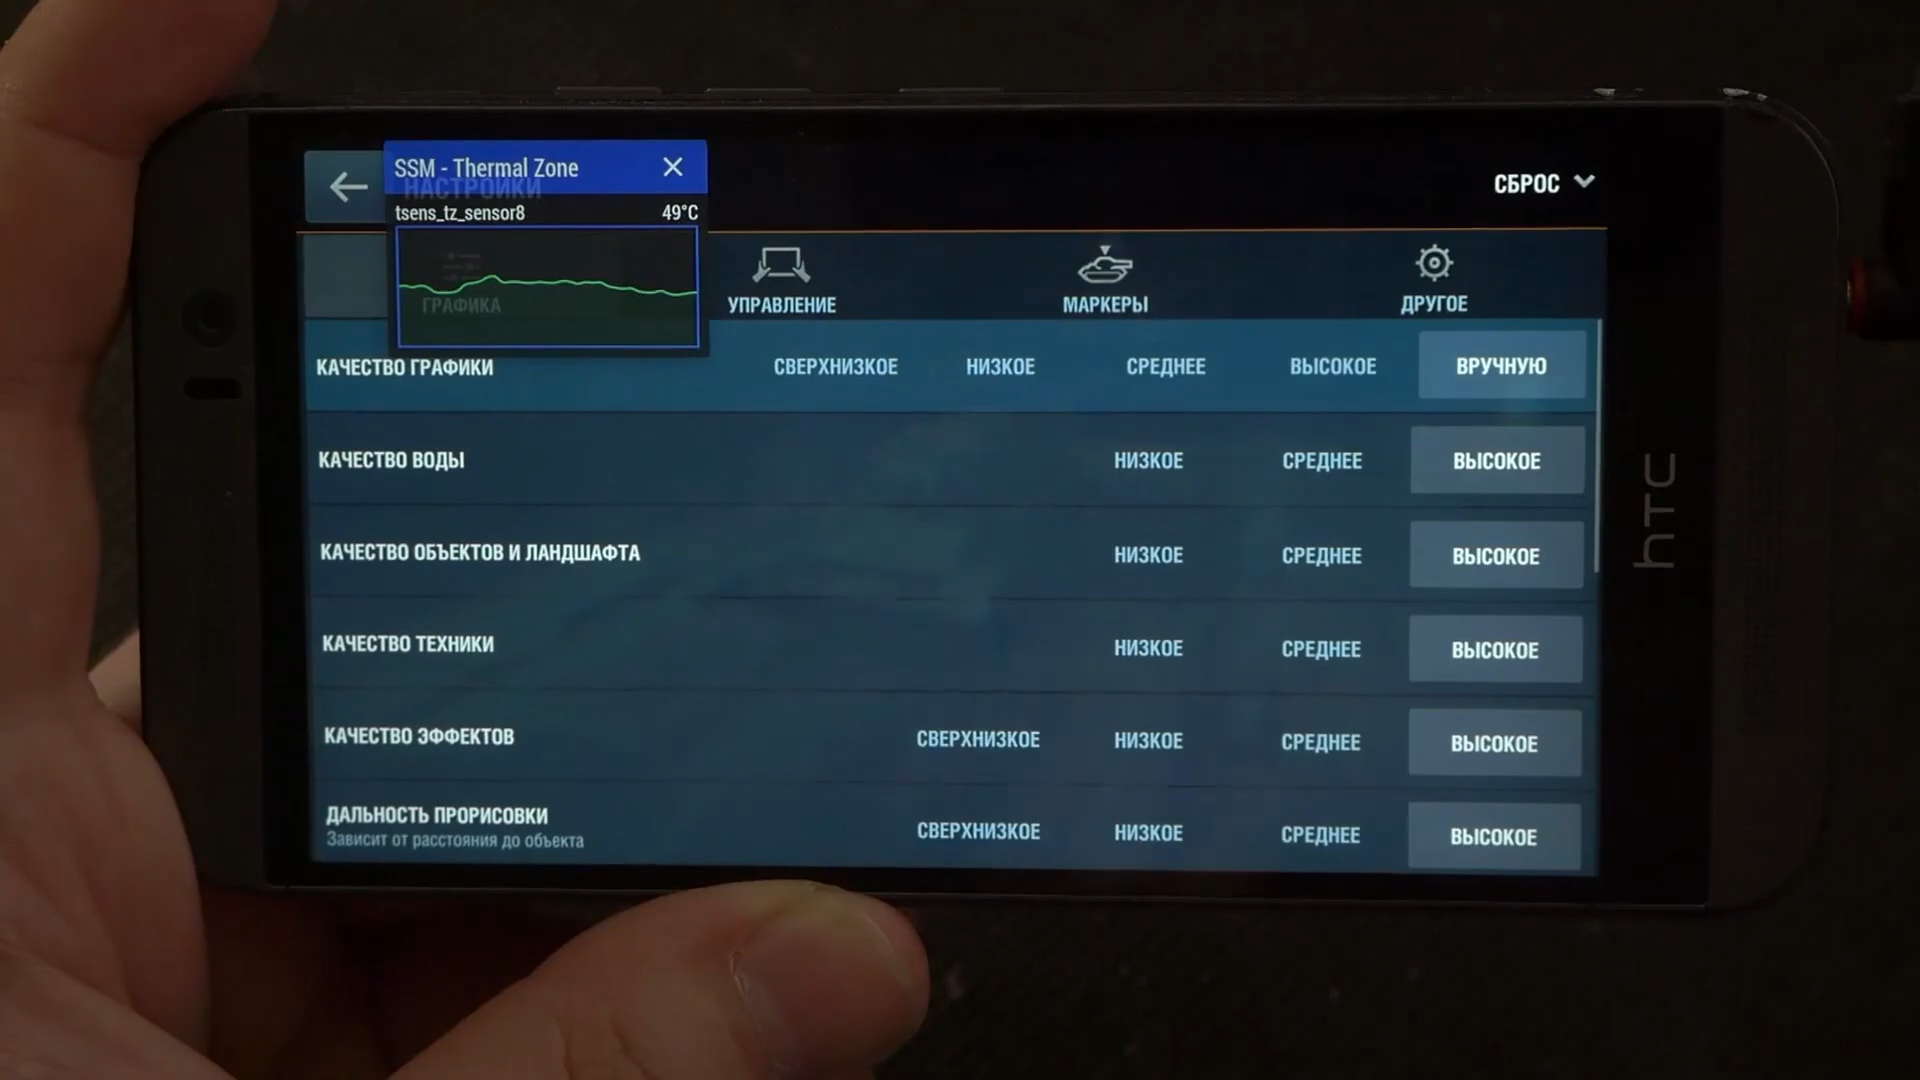 SSM - Thermal Zone
НАСТРОЙКИ
СБРОС
tsens_tz_sensor8 49°C
ГРАФИКА
УПРАВЛЕНИЕ
МАРКЕРЫ
ДРУГОЕ
КАЧЕСТВО ГРАФИКИ СВЕРХНИЗКОЕ НИЗКОЕ СРЕДНЕЕ ВЫСОКОЕ ВРУЧНУЮ
КАЧЕСТВО ВОДЫ НИЗКОЕ СРЕДНЕЕ ВЫСОКОЕ
КАЧЕСТВО ОБЪЕКТОВ И ЛАНДШАФТА НИЗКОЕ СРЕДНЕЕ ВЫСОКОЕ
КАЧЕСТВО ТЕХНИКИ НИЗКОЕ СРЕДНЕЕ ВЫСОКОЕ
КАЧЕСТВО ЭФФЕКТОВ СВЕРХНИЗКОЕ НИЗКОЕ СРЕДНЕЕ ВЫСОКОЕ
ДАЛЬНОСТЬ ПРОРИСОВКИ СВЕРХНИЗКОЕ НИЗКОЕ СРЕДНЕЕ ВЫСОКОЕ
Зависит от расстояния до объекта
hTC